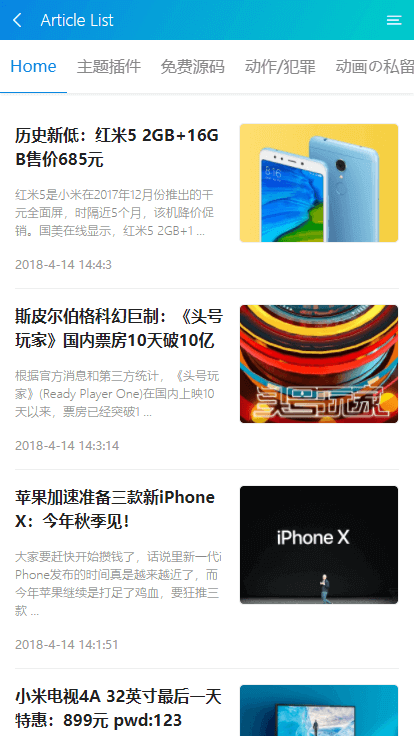 Article List
Home 主题插件 免费源码 动作/犯罪 动画の私留
历史新低：红米5 2GB+16G
B售价685元
红米5是小米在2017年12月份推出的千
元全面屏，时隔近5个月，该机降价促
销。国美在线显示，红米5 2GB+1 ...
2018-4-14 14:4:3
斯皮尔伯格科幻巨制：《头号
玩家》国内票房10天破10亿
根据官方消息和第三方统计，《头号玩
家》(Ready Player One)在国内上映10
天以来，票房已经突破1 ...
头号玩家
2018-4-14 14:3:14
苹果加速准备三款新iPhone
X：今年秋季见！
iPhone X
大家要赶快开始攒钱了，话说里新一代i
Phone发布的时间真是越来越近了，而
今年苹果继续是打足了鸡血，要狂推三
款 ...
2018-4-14 14:1:51
小米电视4A 32英寸最后一天
特惠：899元 pwd:123